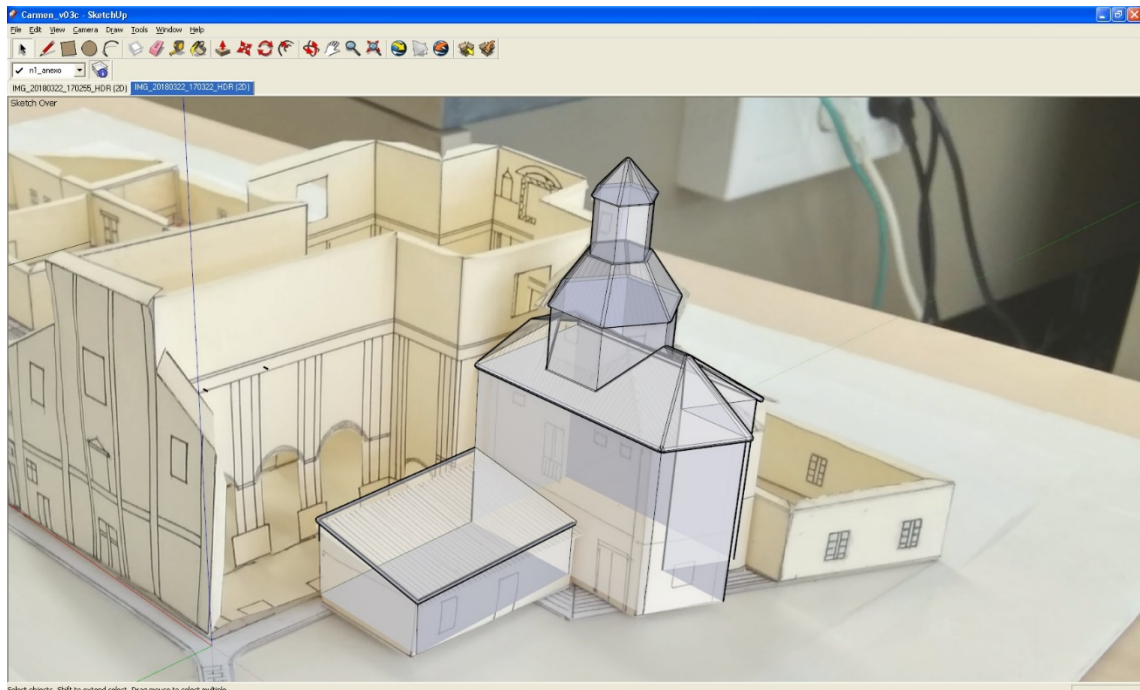 Carmen_v03c - SketchUp
File Edit View Camera Draw Tools Window Help
n1_anexo
IMG_20180322_170255_HDR (2D) IMG_20180322_170322_HDR (2D)
Sketch Over
Select objects. Shift to extend select. Drag mouse to select multiple.